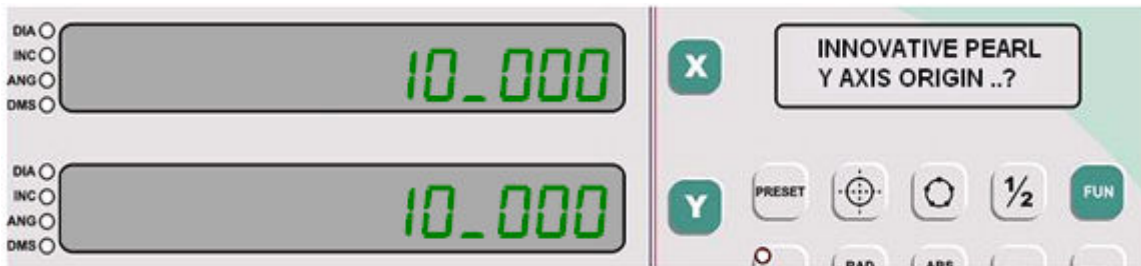 DIA
INC
ANG
DMS
10_000
X
INNOVATIVE PEARL
Y AXIS ORIGIN ..?
DIA
INC
ANG
DMS
10_000
Y
PRESET
½
FUN